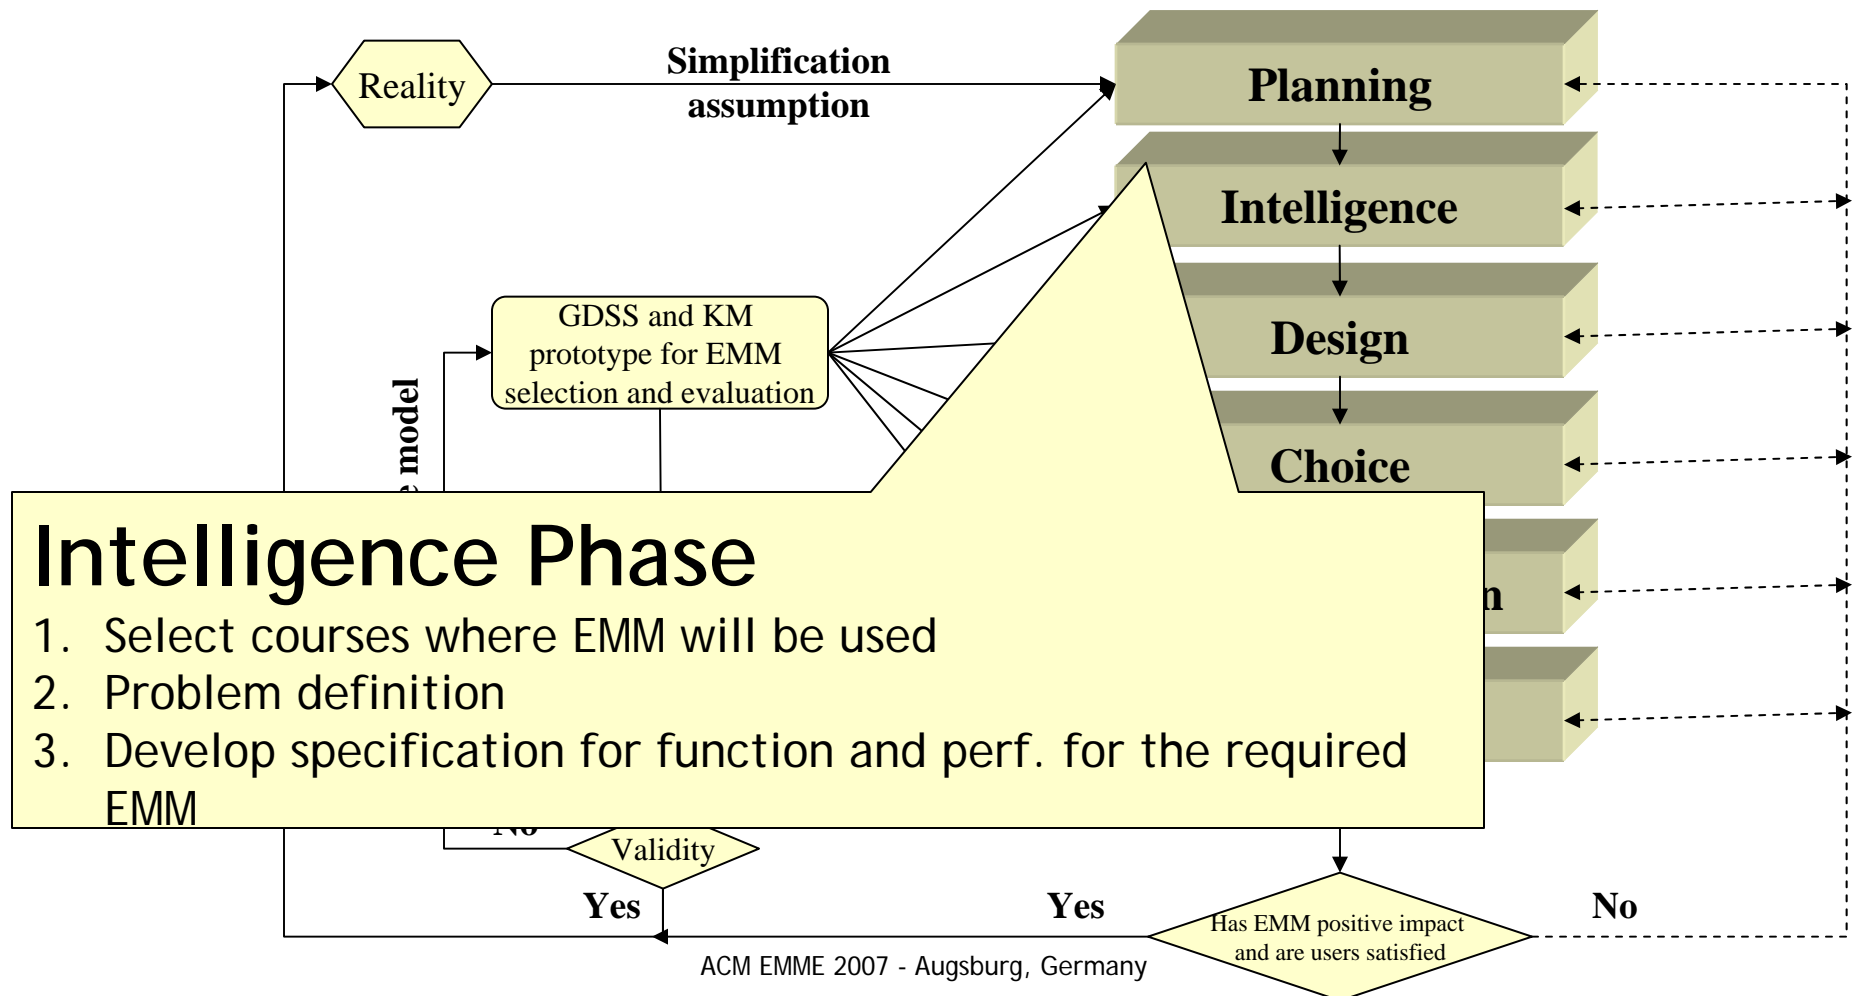 Reality
Simplification
assumption
Planning
Intelligence
Design
Choice
GDSS and KM
prototype for EMM
selection and evaluation
model
Intelligence Phase
1. Select courses where EMM will be used
2. Problem definition
3. Develop specification for function and perf. for the required
EMM
No
Validity
Yes
Yes
No
Has EMM positive impact
and are users satisfied
ACM EMME 2007 - Augsburg, Germany